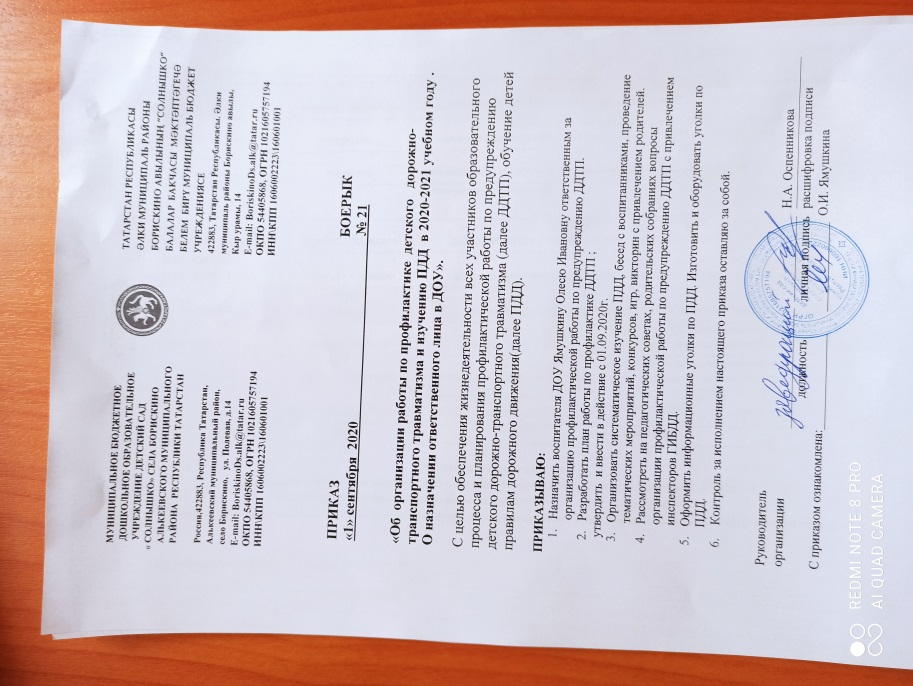 МУНИЦИПАЛЬНОЕ БЮДЖЕТНОЕ
ДОШКОЛЬНОЕ ОБРАЗОВАТЕЛЬНОЕ
УЧРЕЖДЕНИЕ ДЕТСКИЙ САД
« СОЛНЫШКО» СЕЛА БОРИСКИНО
АЛЬКЕЕВСКОГО МУНИЦИПАЛЬНОГО
РАЙОНА РЕСПУБЛИКИ ТАТАРСТАН
Россия,422883, Республика Татарстан,
Алькеевский муниципальный район,
село Борискино, ул. Полевая, д.14
E-mail: BoriskinoDs.alk@tatar.ru
ОКПО 54405868, ОГРН 1021605757194
ИНН\КПП 1606002223\160601001
ТАТАРСТАН РЕСПУБЛИКАСЫ
ӘЛКИ МУНИЦИПАЛЬ РАЙОНЫ
БОРИСКИНО АВЫЛЫНЫҢ “СОЛНЫШКО”
БАЛАЛАР БАКЧАСЫ МӘКТӘПТӘГЕЧӘ
БЕЛЕМ БИРҮ МУНИЦИПАЛЬ БЮДЖЕТ
УЧРЕЖДЕНИЯСЕ
422883, Татарстан Республикасы, Әлки
муниципаль районы Борискино авылы,
Кыр урамы, 14
E-mail: BoriskinoDs.alk@tatar.ru
ОКПО 54405868, ОГРН 1021605757194
ИНН\КПП 1606002223\160601001
ПРИКАЗ БОЕРЫК
«1» сентября 2020 № 21
«Об организации работы по профилактике детского дорожно-
транспортного травматизма и изучению ПДД в 2020-2021 учебном году .
О назначении ответственного лица в ДОУ».
С целью обеспечения жизнедеятельности всех участников образовательного
процесса и планирования профилактической работы по предупреждению
детского дорожно-транспортного травматизма (далее ДДТП), обучение детей
правилам дорожного движения(далее ПДД).
ПРИКАЗЫВАЮ:
1. Назначить воспитателя ДОУ Ямушкину Олесю Ивановну ответственным за
организацию профилактической работы по предупреждению ДДТП.
2. Разработать план работы по профилактике ДДТП ;
утвердить и ввести в действие с 01.09.2020г.
3. Организовать систематическое изучение ПДД, бесед с воспитанниками, проведение
тематических мероприятий, конкурсов, игр, викторин с привлечением родителей.
4. Рассмотреть на педагогических советах, родительских собраниях вопросы
организации профилактической работы по предупреждению ДДТП с привлечением
инспекторов ГИБДД.
5. Оформить информационные уголки по ПДД. Изготовить и оборудовать уголки по
ПДД.
6. Контроль за исполнением настоящего приказа оставляю за собой.
Руководитель
организации
заведующий
Н.А. Оспенникова
должность личная подпись расшифровка подписи
С приказом ознакомлена: О.И. Ямушкина
REDMI NOTE 8 PRO
AI QUAD CAMERA